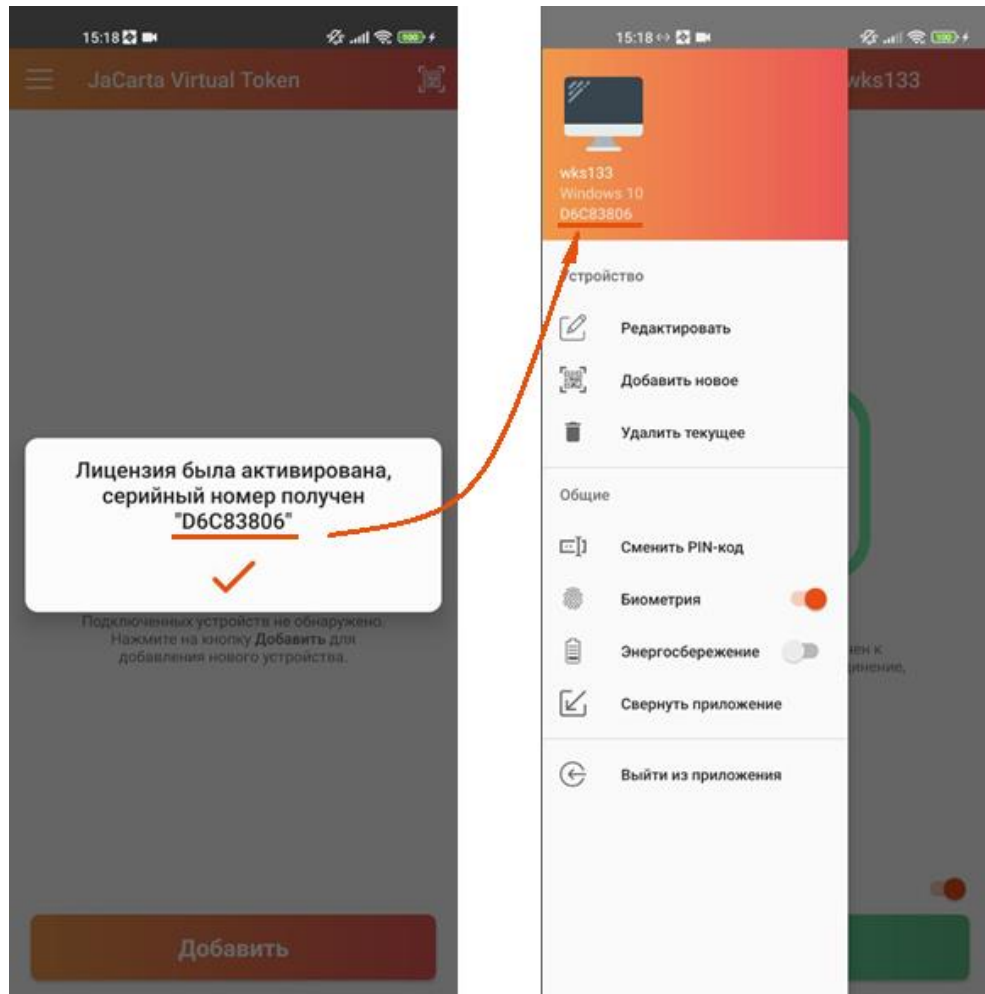 15:18
100
JaCarta Virtual Token
Лицензия была активирована,
серийный номер получен
"D6C83806"
Подключенных устройств не обнаружено.
Нажмите на кнопку Добавить для
добавления нового устройства.
Добавить
15:18
100
wks133
wks133
Windows 10
D6C83806
Устройство
Редактировать
Добавить новое
Удалить текущее
Общие
Сменить PIN-код
Биометрия
Энергосбережение
Свернуть приложение
Выйти из приложения